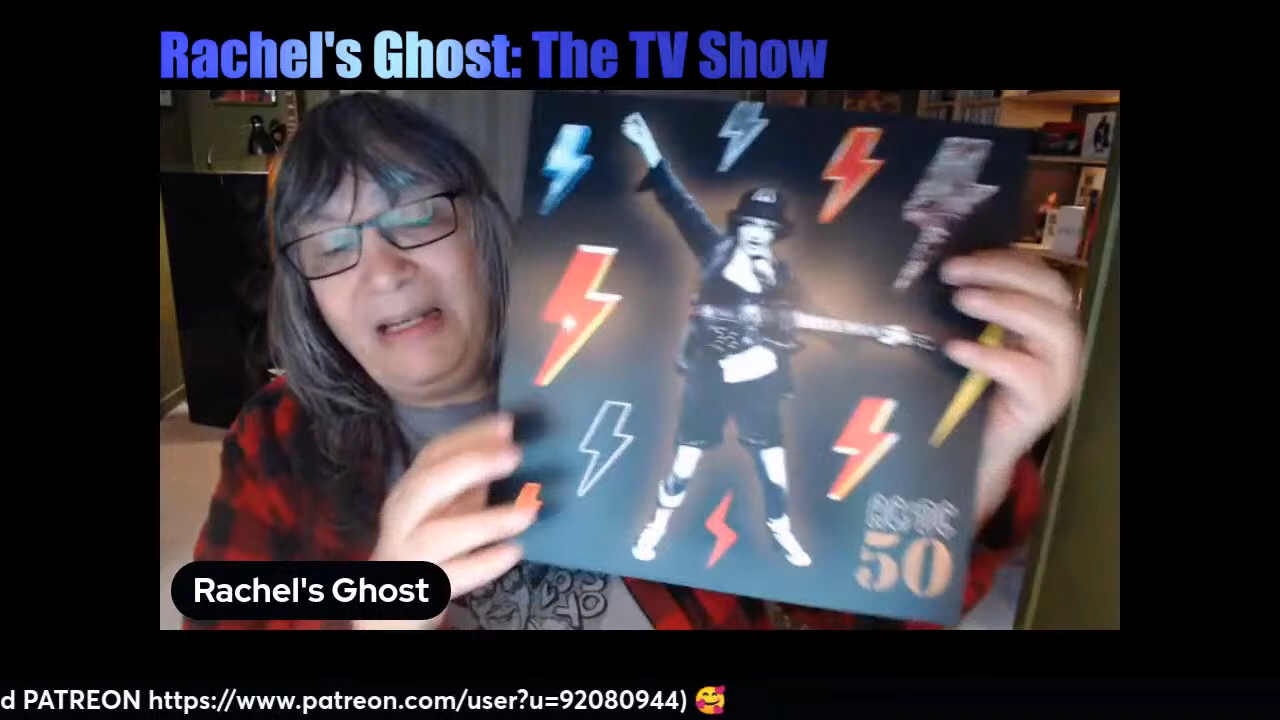 Rachel's Ghost: The TV Show
AC/DC
50
Rachel's Ghost
d PATREON https://www.patreon.com/user?u=92080944) 🥰